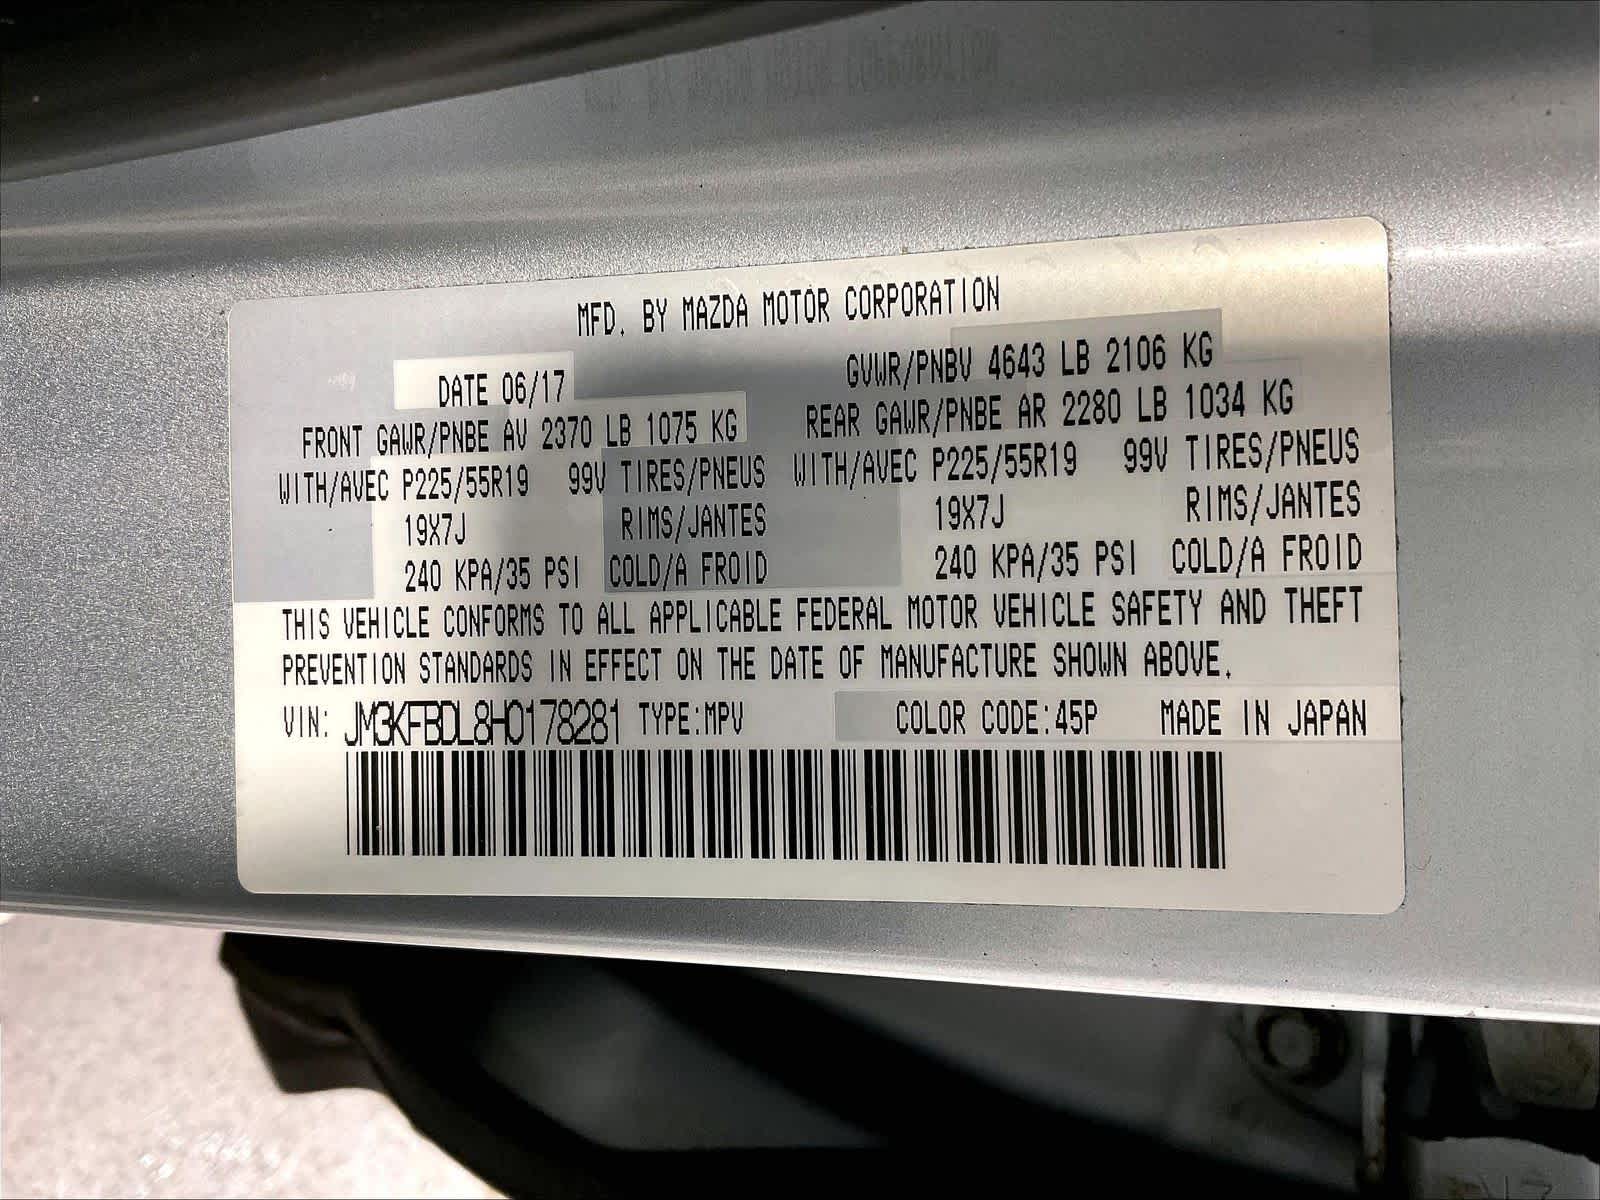 MFD. BY MAZDA MOTOR CORPORATION
DATE 06/17 GVWR/PNBV 4643 LB 2106 KG
FRONT GAWR/PNBE AV 2370 LB 1075 KG REAR GAWR/PNBE AR 2280 LB 1034 KG
WITH/AVEC P225/55R19 99V TIRES/PNEUS WITH/AVEC P225/55R19 99V TIRES/PNEUS
19X7J RIMS/JANTES 19X7J RIMS/JANTES
240 KPA/35 PSI COLD/A FROID 240 KPA/35 PSI COLD/A FROID
THIS VEHICLE CONFORMS TO ALL APPLICABLE FEDERAL MOTOR VEHICLE SAFETY AND THEFT
PREVENTION STANDARDS IN EFFECT ON THE DATE OF MANUFACTURE SHOWN ABOVE.
VIN: JM3KFBDL8H0178281 TYPE:MPV COLOR CODE:45P MADE IN JAPAN